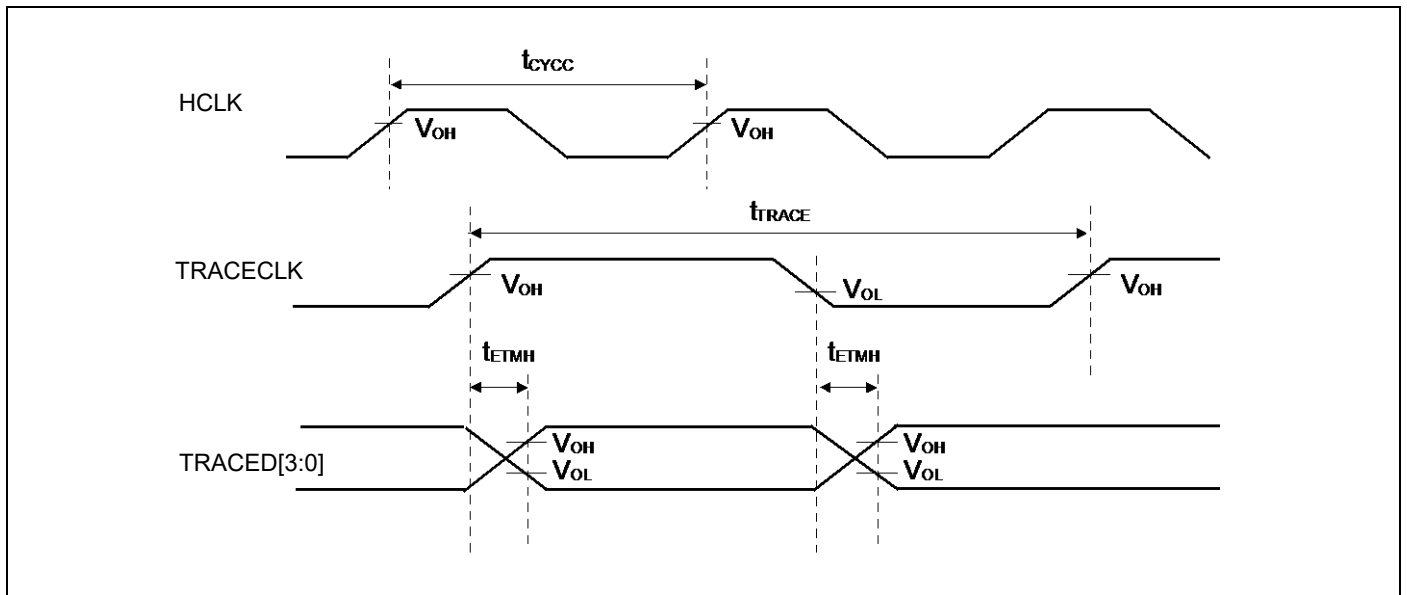 tCYCC
HCLK
VOH
VOH
tTRACE
TRACECLK
VOH
VOL
VOH
tETMH
tETMH
VOH
VOH
TRACED[3:0]
VOL
VOL